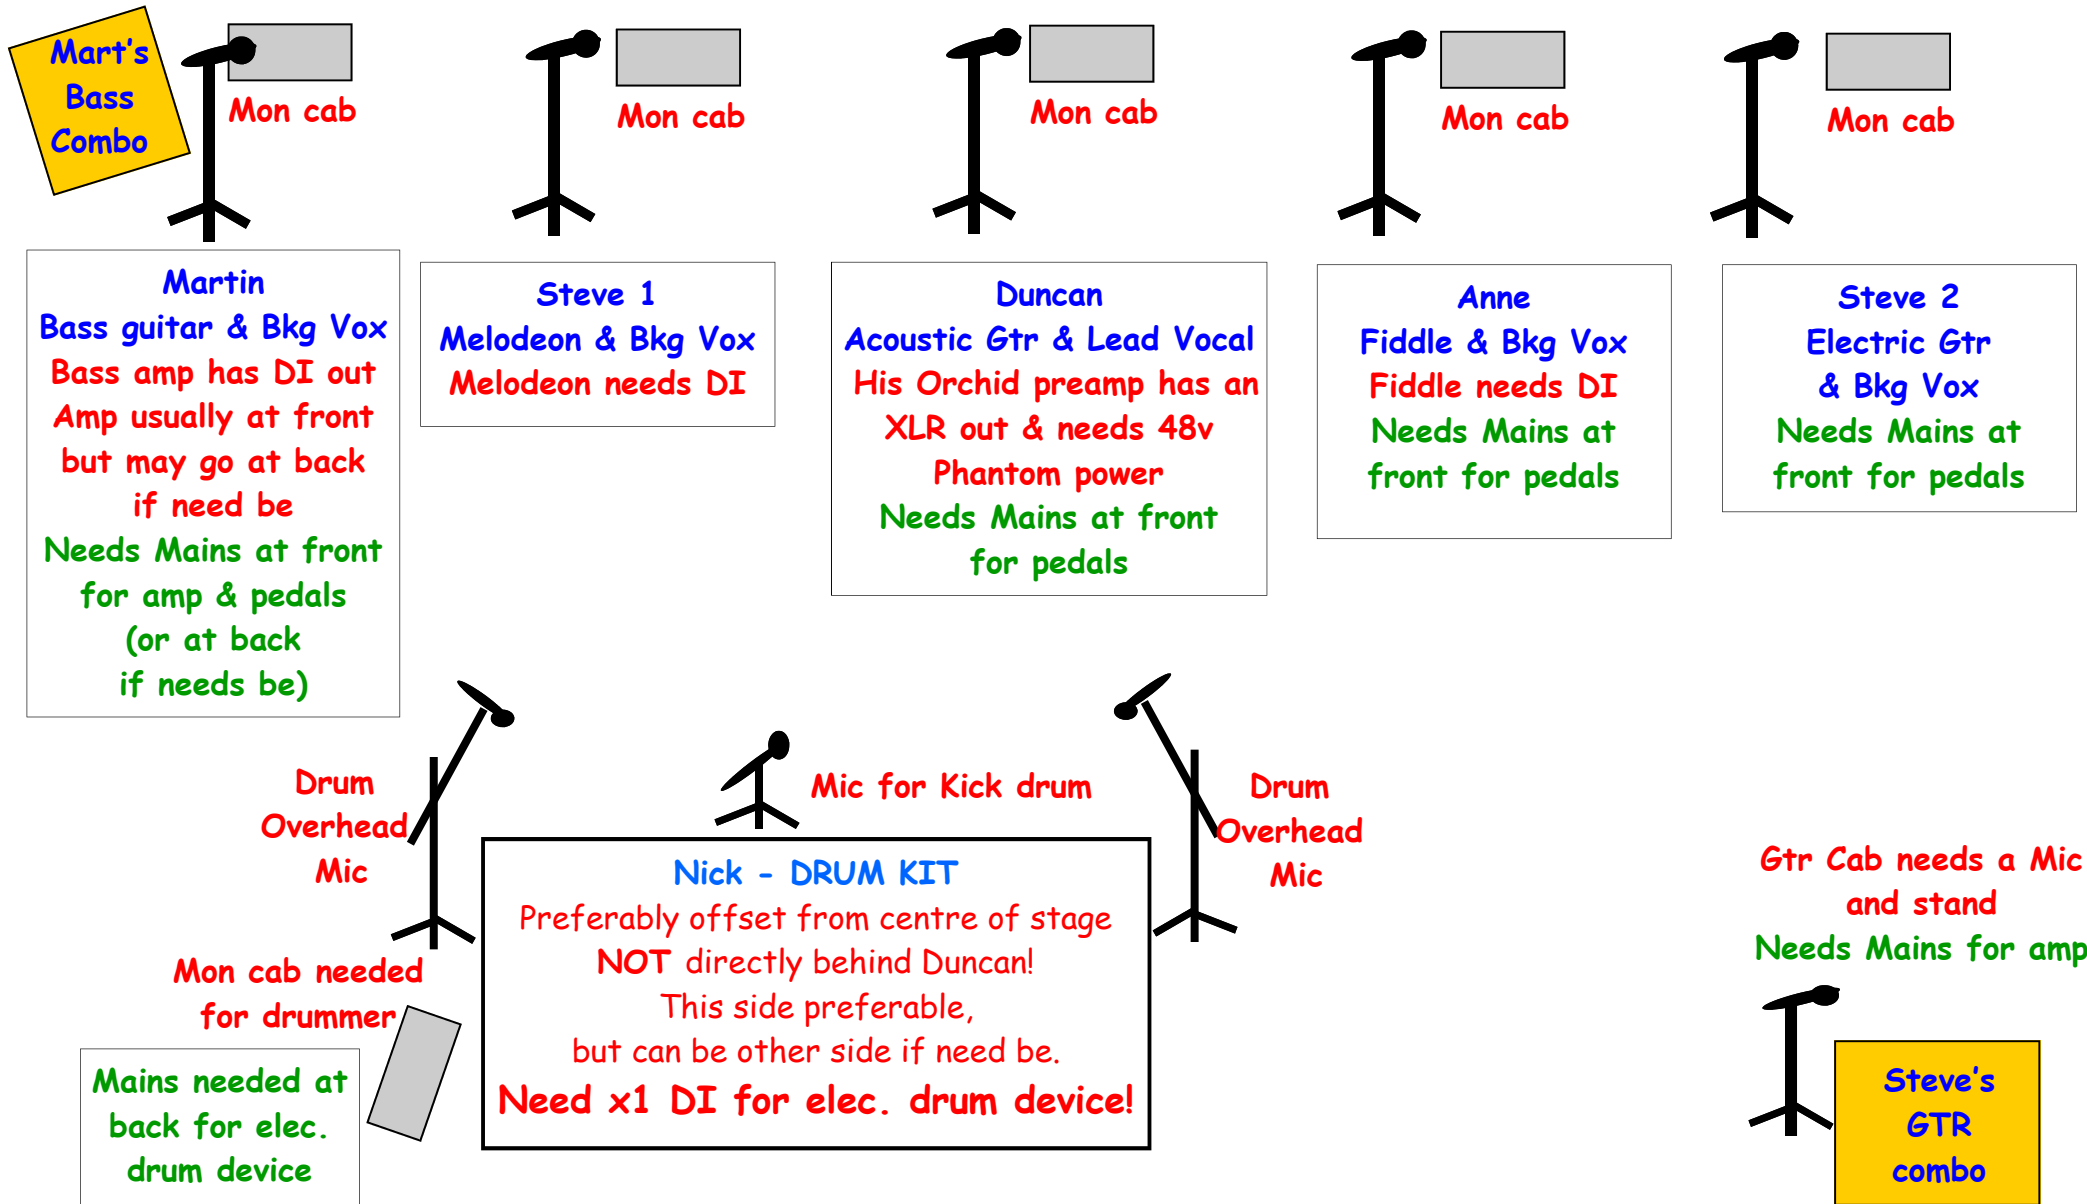 Mart's
Bass
Combo
Mon cab
Mon cab
Mon cab
Mon cab
Mon cab
Martin
Bass guitar & Bkg Vox
Bass amp has DI out
Amp usually at front
but may go at back
if need be
Needs Mains at front
for amp & pedals
(or at back
if needs be)
Steve 1
Melodeon & Bkg Vox
Melodeon needs DI
Duncan
Acoustic Gtr & Lead Vocal
His Orchid preamp has an
XLR out & needs 48v
Phantom power
Needs Mains at front
for pedals
Anne
Fiddle & Bkg Vox
Fiddle needs DI
Needs Mains at
front for pedals
Steve 2
Electric Gtr
& Bkg Vox
Needs Mains at
front for pedals
Drum
Overhead
Mic
Mic for Kick drum
Drum
Overhead
Mic
Nick - DRUM KIT
Preferably offset from centre of stage
NOT directly behind Duncan!
This side preferable,
but can be other side if need be.
Need x1 DI for elec. drum device!
Mon cab needed
for drummer
Mains needed at
back for elec.
drum device
Gtr Cab needs a Mic
and stand
Needs Mains for amp
Steve's
GTR
combo